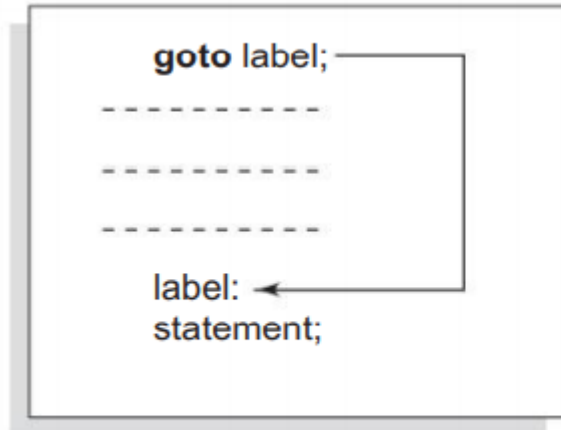 goto label;
- - - - - - - - - - -
- - - - - - - - - - -
- - - - - - - - - - -
label:
statement;